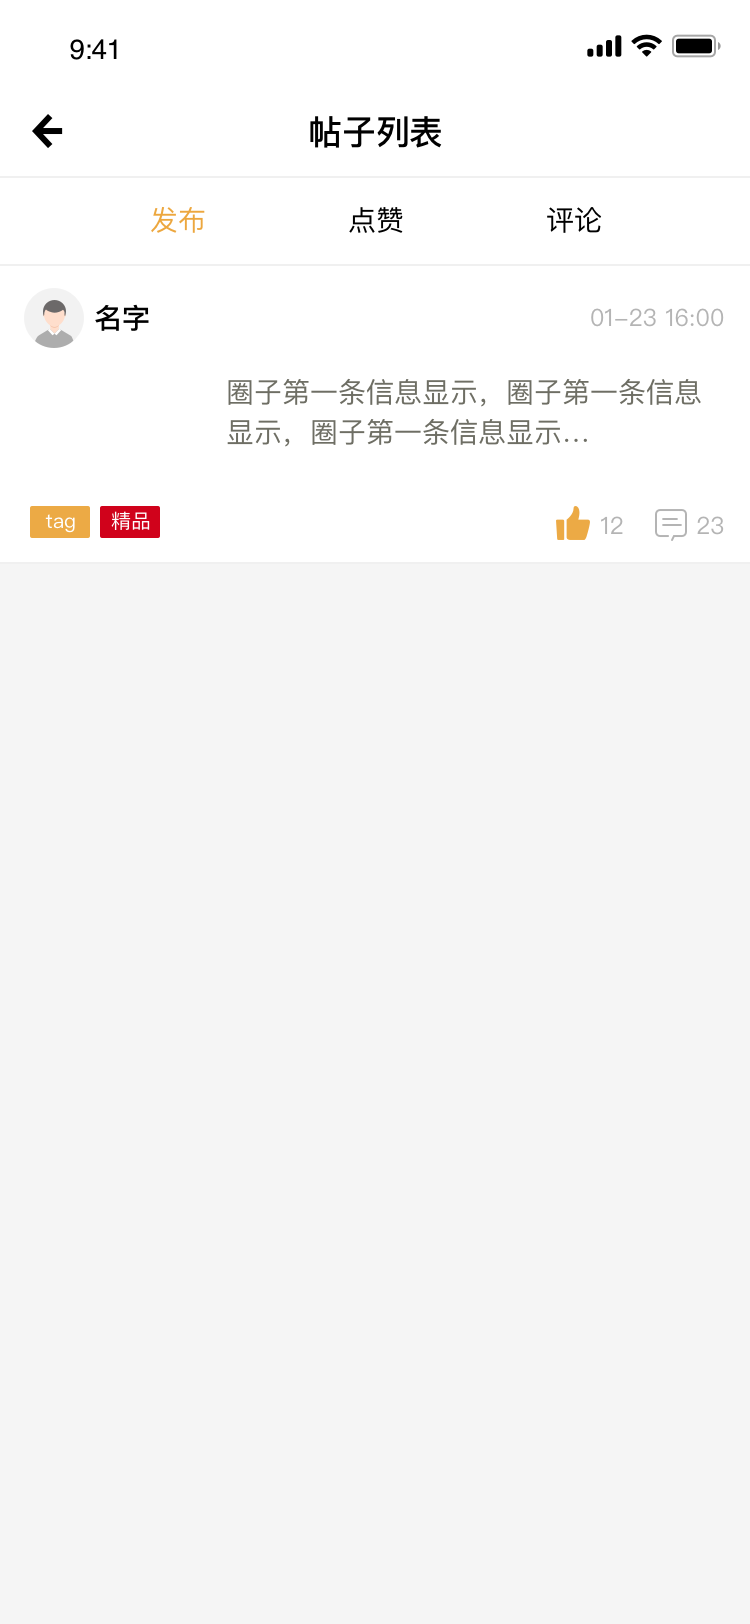 9:41
帖子列表
发布 点赞 评论
名字 01-23 16:00
圈子第一条信息显示，圈子第一条信息
显示，圈子第一条信息显示...
tag 精品 12 23